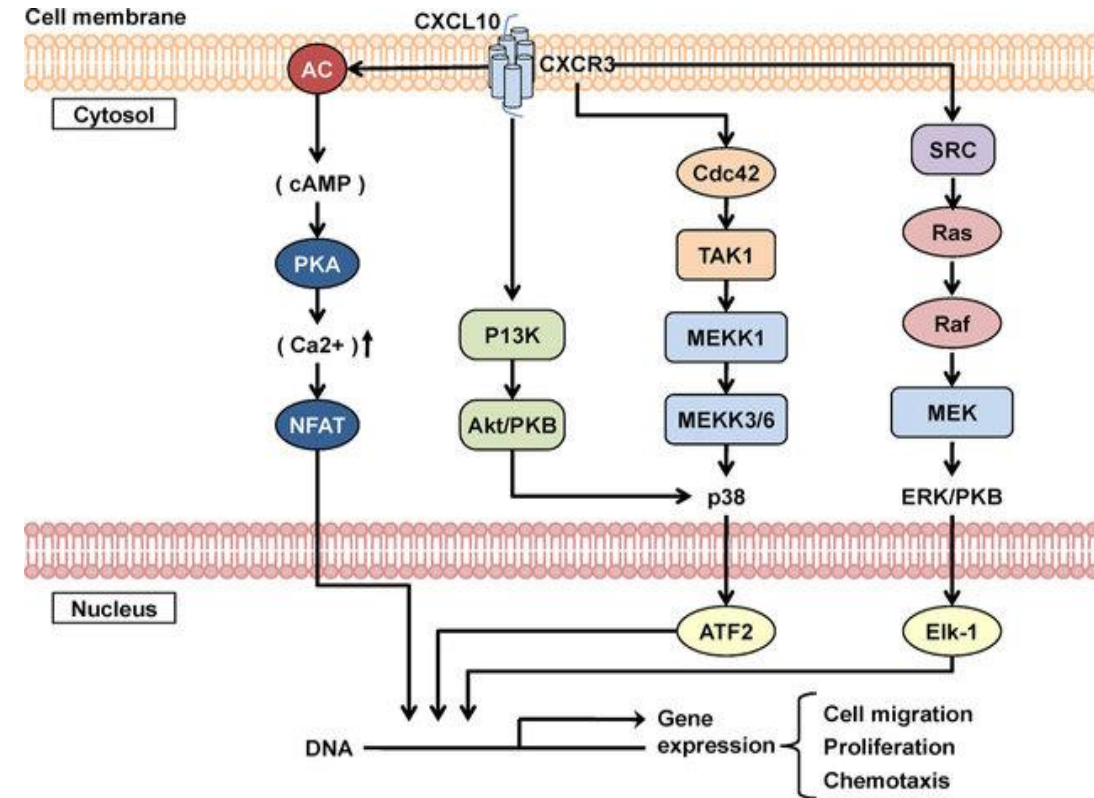 Cell membrane
CXCL10
AC
CXCR3
Cytosol
SRC
Cdc42
( cAMP )
Ras
TAK1
PKA
Raf
P13K
MEKK1
( Ca2+ )
MEK
NFAT
Akt/PKB
MEKK3/6
p38
ERK/PKB
Nucleus
ATF2
Elk-1
DNA
Gene
expression
Cell migration
Proliferation
Chemotaxis